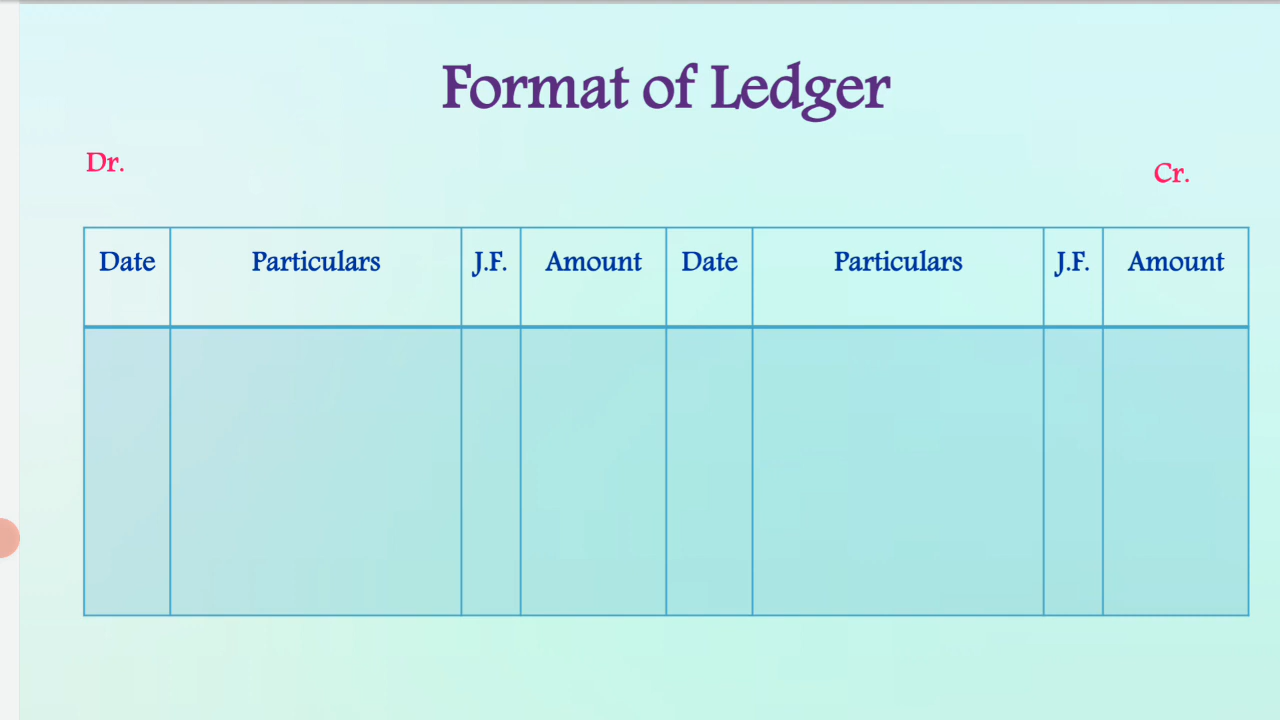 Format of Ledger
Dr.
Cr.
Date Particulars J.F. Amount Date Particulars J.F. Amount